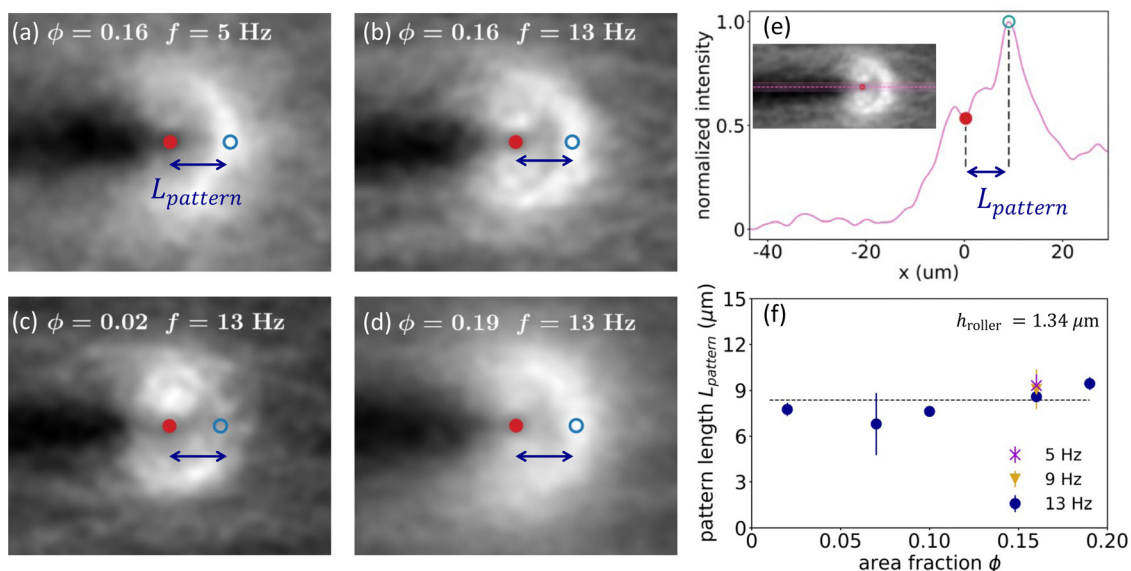 (a) ϕ = 0.16 f = 5 Hz
L_pattern
(b) ϕ = 0.16 f = 13 Hz
(c) ϕ = 0.02 f = 13 Hz
(d) ϕ = 0.19 f = 13 Hz
(e)
normalized intensity
1.0
0.5
0
L_pattern
-40 -20 0 20
x (um)
(f)
h_roller = 1.34 μm
pattern length L_pattern (μm)
15
12
9
6
3
0
5 Hz
9 Hz
13 Hz
0 0.05 0.10 0.15 0.20
area fraction ϕ